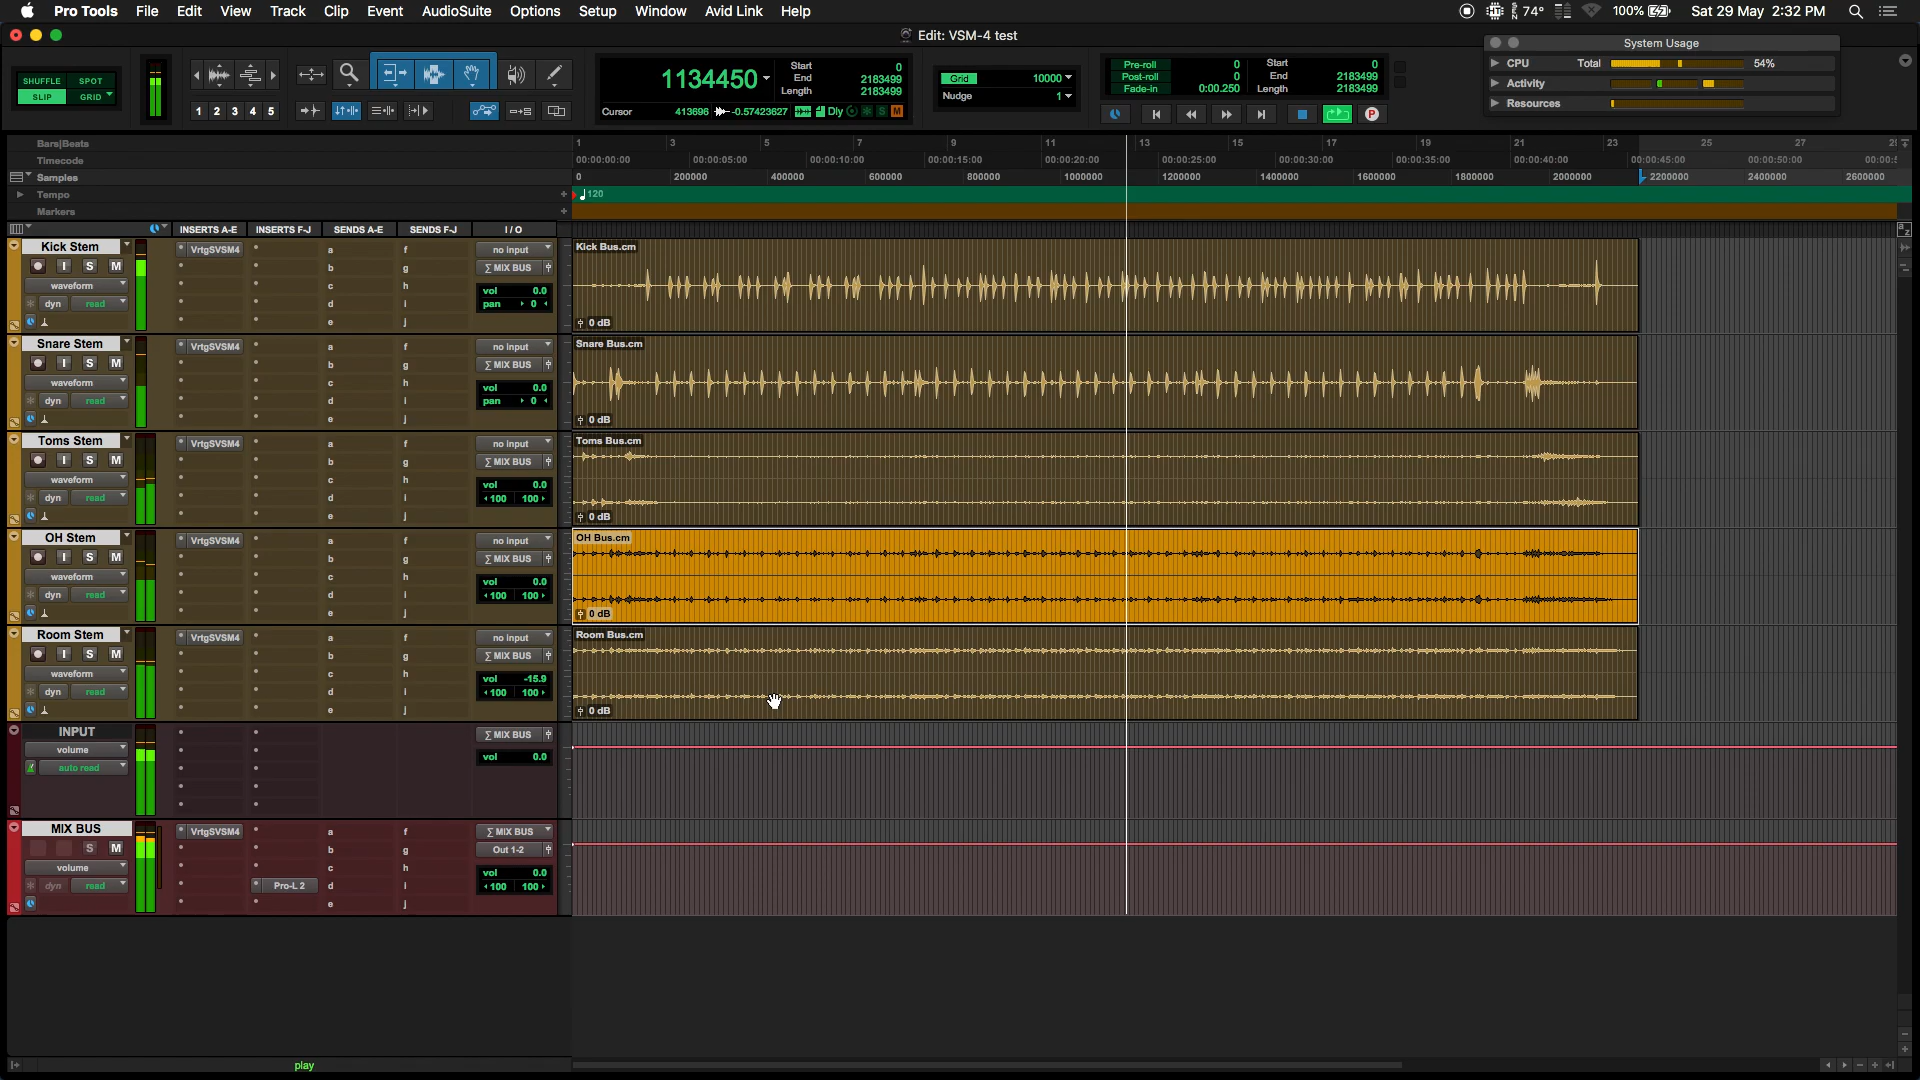 Pro Tools File Edit View Track Clip Event AudioSuite Options Setup Window Avid Link Help
74° 100% Sat 29 May 2:32 PM
Edit: VSM-4 test
System Usage
CPU Total 54%
Activity
Resources
SHUFFLE SPOT
SLIP GRID
1 2 3 4 5
1134450
Start 0
End 2183499
Length 2183499
Cursor 413696 -0.57423627 Dly S M
Grid 10000
Nudge 1
Pre-roll 0
Post-roll 0
Fade-in 0:00.250
Start 0
End 2183499
Length 2183499
P
Bars|Beats 1 3 5 7 9 11 13 15 17 19 21 23 25 27
Timecode 00:00:00:00 00:00:05:00 00:00:10:00 00:00:15:00 00:00:20:00 00:00:25:00 00:00:30:00 00:00:35:00 00:00:40:00 00:00:45:00 00:00:50:00
Samples 0 200000 400000 600000 800000 1000000 1200000 1400000 1600000 1800000 2000000 2200000 2400000 2600000
Tempo + 120
Markers +
INSERTS A-E INSERTS F-J SENDS A-E SENDS F-J I / O
Kick Stem VrtgSVSM4 a f no input Kick Bus.cm
I S M b g MIX BUS
waveform c h vol 0.0
dyn read d i pan 0
e j 0 dB
Snare Stem VrtgSVSM4 a f no input Snare Bus.cm
I S M b g MIX BUS
waveform c h vol 0.0
dyn read d i pan 0
e j 0 dB
Toms Stem VrtgSVSM4 a f no input Toms Bus.cm
I S M b g MIX BUS
waveform c h vol 0.0
dyn read d i 100 100
e j 0 dB
OH Stem VrtgSVSM4 a f no input OH Bus.cm
I S M b g MIX BUS
waveform c h vol 0.0
dyn read d i 100 100
e j 0 dB
Room Stem VrtgSVSM4 a f no input Room Bus.cm
I S M b g MIX BUS
waveform c h vol -15.9
dyn read d i 100 100
e j 0 dB
INPUT MIX BUS
volume vol 0.0
auto read
MIX BUS VrtgSVSM4 a f MIX BUS
S M b g Out 1-2
volume c h vol 0.0
dyn read Pro-L 2 d i 100 100
e j
play